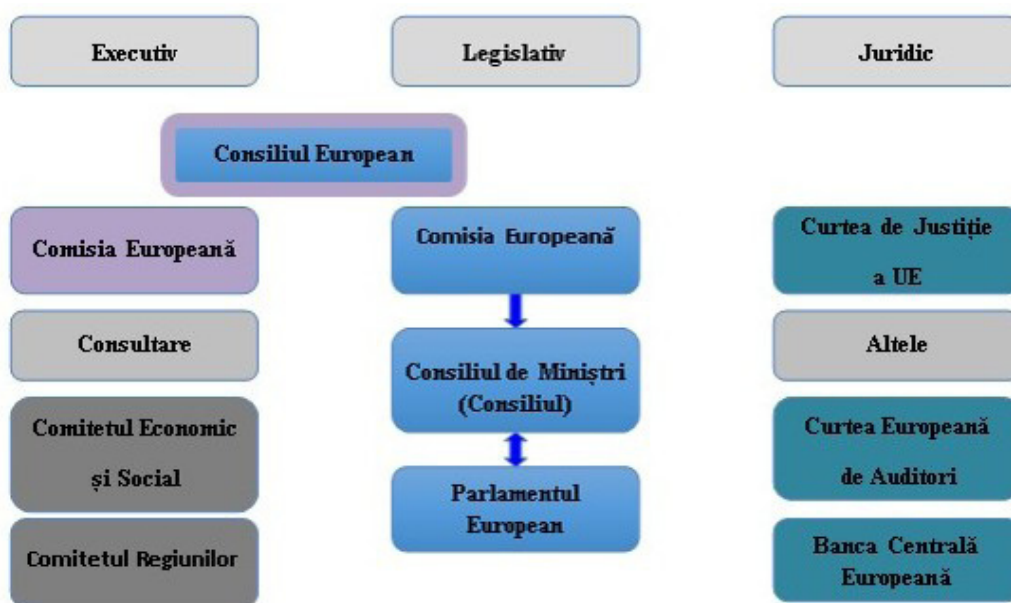 Executiv
Legislativ
Juridic
Consiliul European
Comisia Europeană
Comisia Europeană
Curtea de Justiție
a UE
Consultare
Consiliul de Miniștri
(Consiliul)
Altele
Comitetul Economic
și Social
Parlamentul
European
Curtea Europeană
de Auditori
Comitetul Regiunilor
Banca Centrală
Europeană